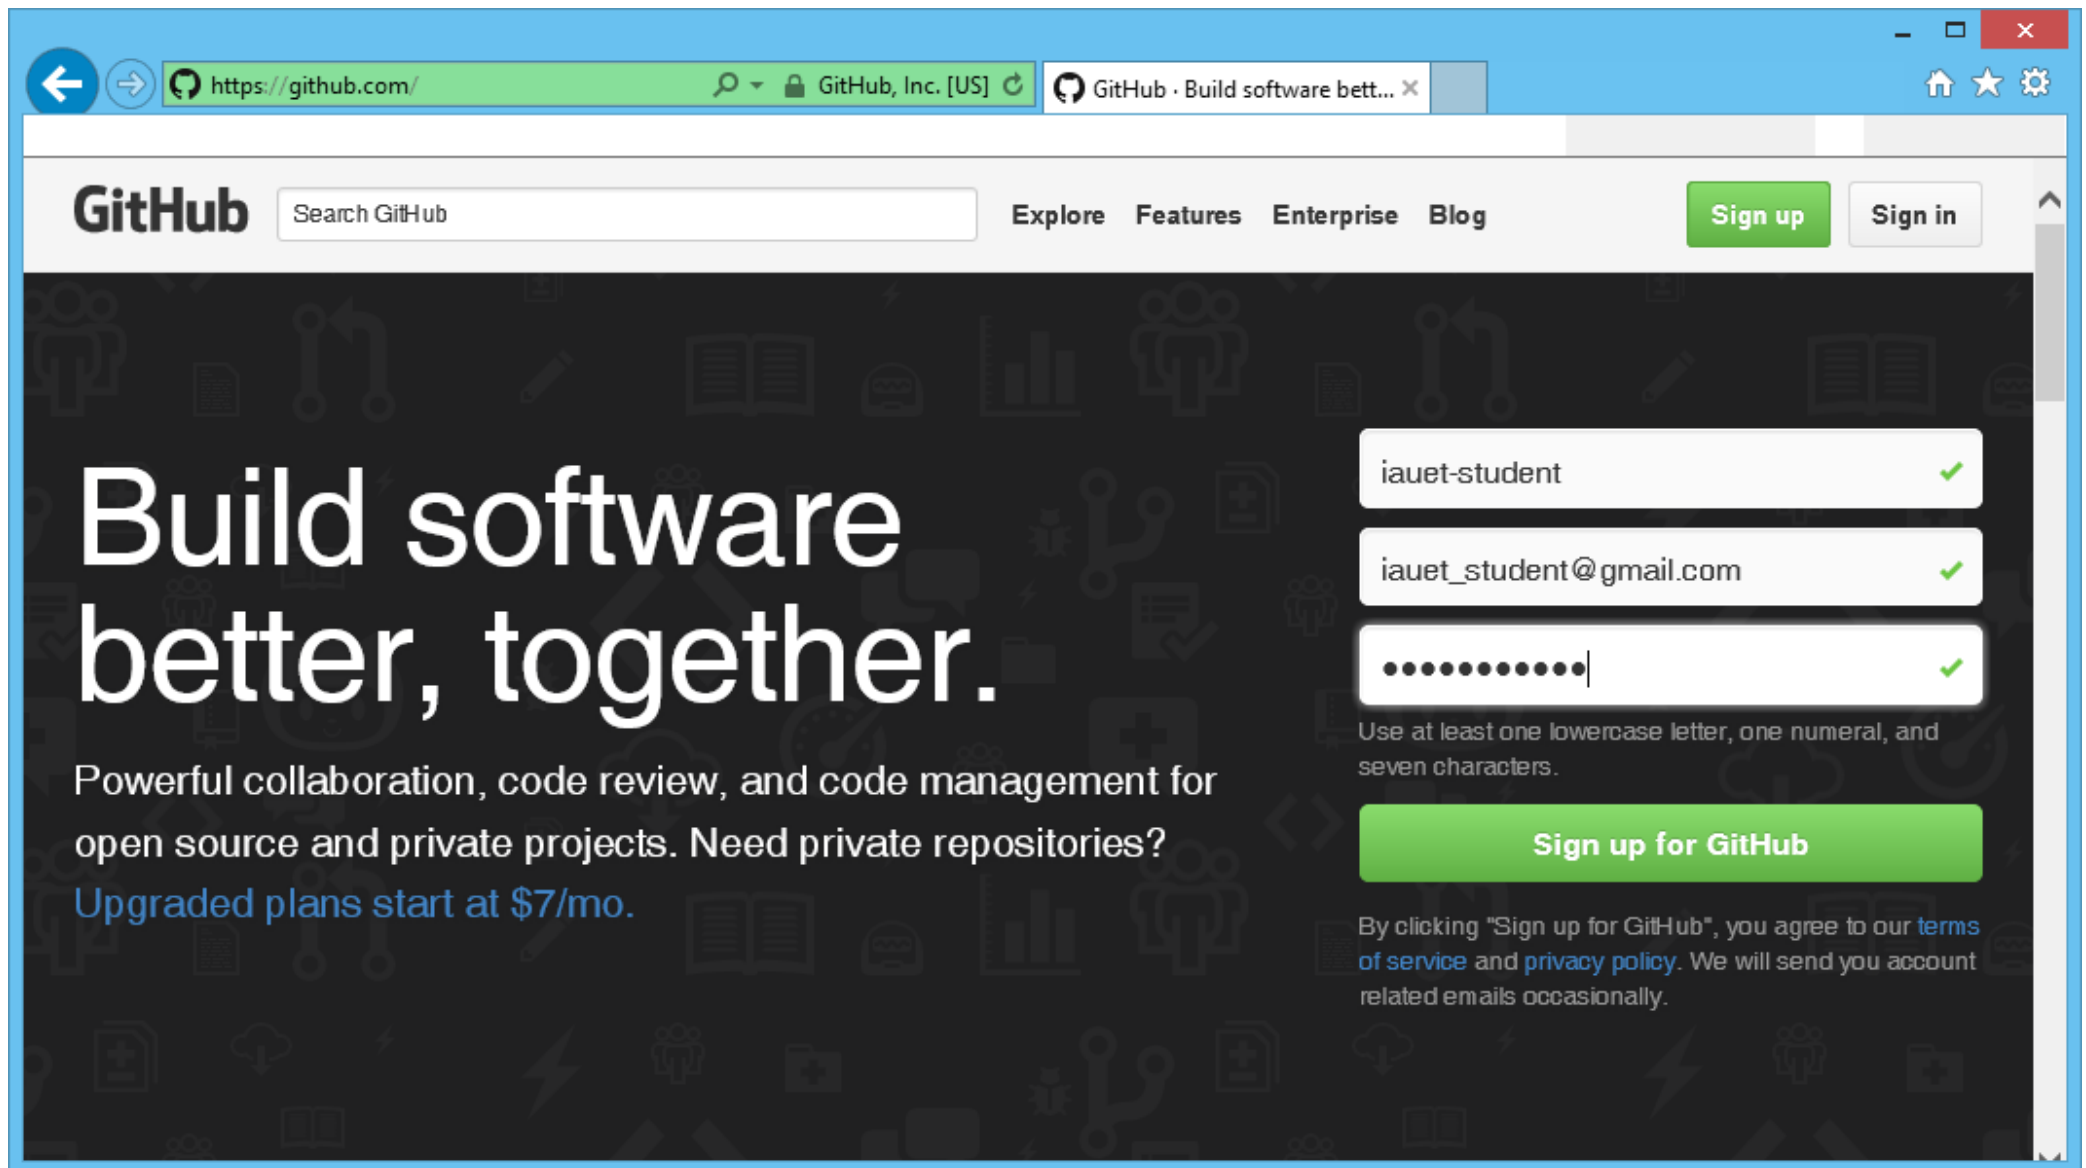 https://github.com/
GitHub, Inc. [US]
GitHub · Build software bett...
GitHub
Search GitHub
Explore Features Enterprise Blog
Sign up
Sign in
Build software
better, together.
Powerful collaboration, code review, and code management for
open source and private projects. Need private repositories?
Upgraded plans start at $7/mo.
iauet-student
iauet_student@gmail.com
•••••••••••
Use at least one lowercase letter, one numeral, and
seven characters.
Sign up for GitHub
By clicking "Sign up for GitHub", you agree to our terms
of service and privacy policy. We will send you account
related emails occasionally.